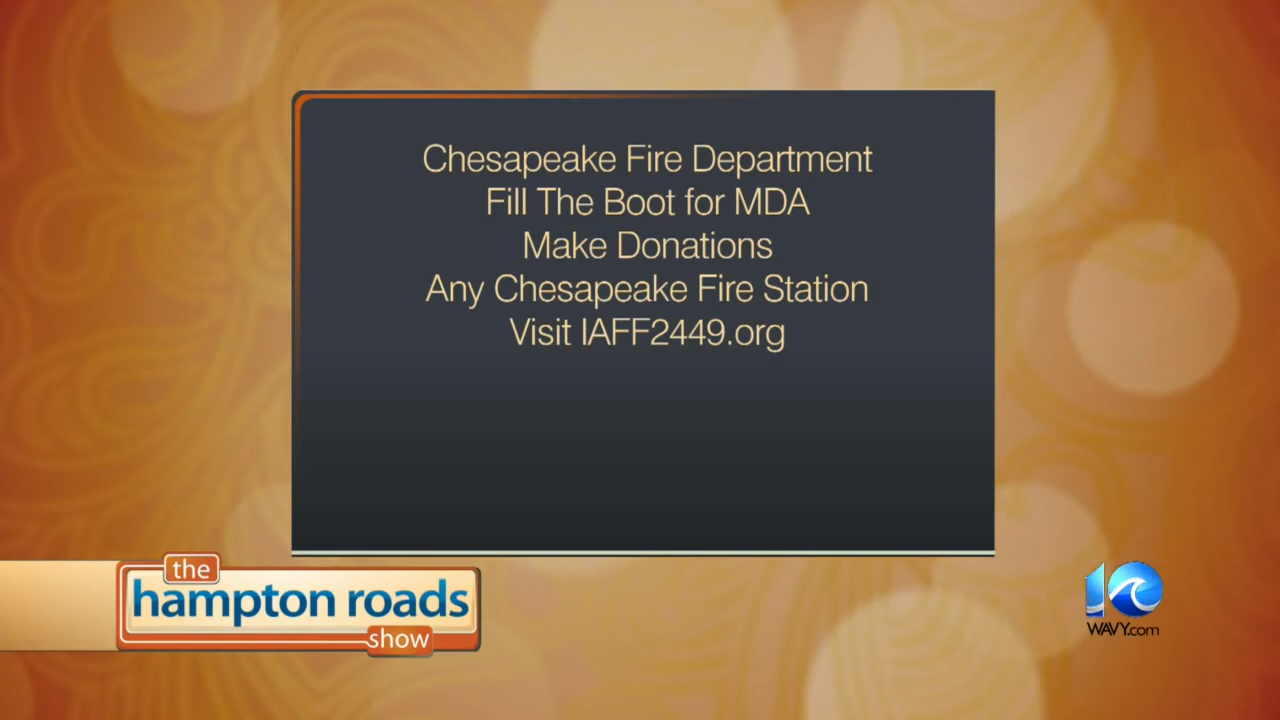 Chesapeake Fire Department
Fill The Boot for MDA
Make Donations
Any Chesapeake Fire Station
Visit IAFF2449.org
the
hampton roads
show
10
WAVY.com